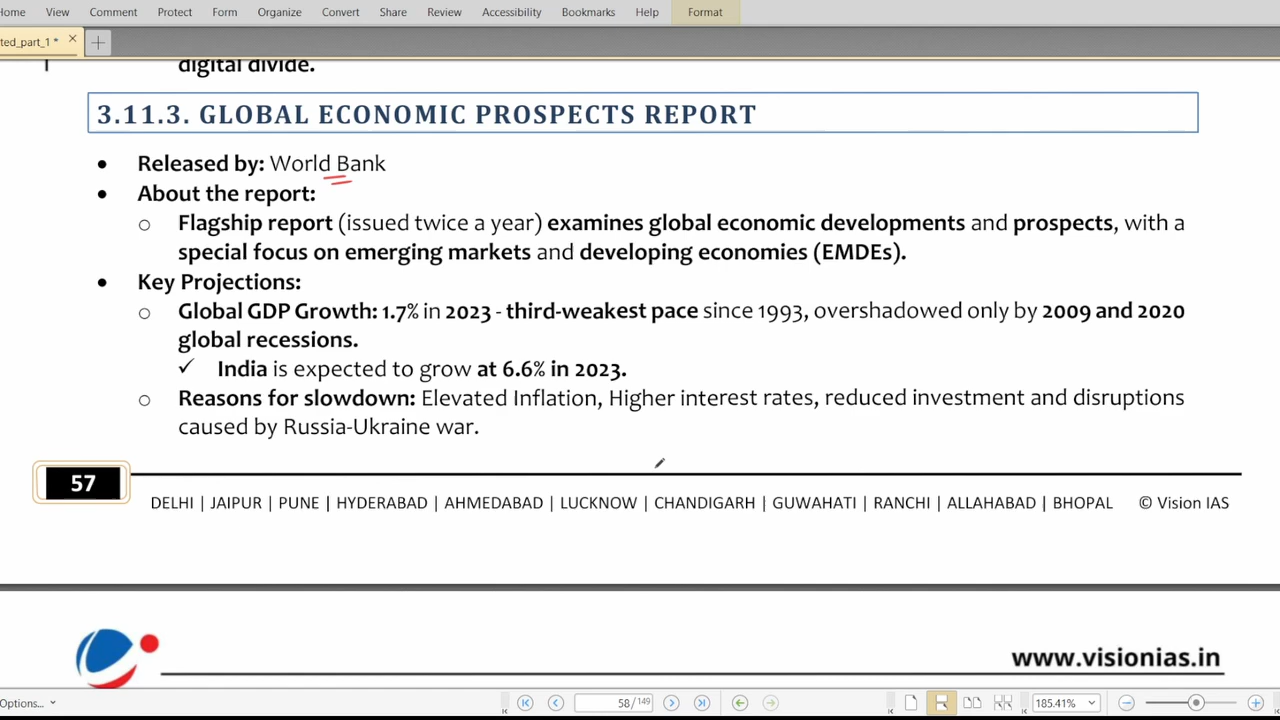 Home View Comment Protect Form Organize Convert Share Review Accessibility Bookmarks Help Format
ted_part_1 *
digital divide.
3.11.3. GLOBAL ECONOMIC PROSPECTS REPORT
• Released by: World Bank
• About the report:
o Flagship report (issued twice a year) examines global economic developments and prospects, with a
special focus on emerging markets and developing economies (EMDEs).
• Key Projections:
o Global GDP Growth: 1.7% in 2023 - third-weakest pace since 1993, overshadowed only by 2009 and 2020
global recessions.
✓ India is expected to grow at 6.6% in 2023.
o Reasons for slowdown: Elevated Inflation, Higher interest rates, reduced investment and disruptions
caused by Russia-Ukraine war.
57
DELHI | JAIPUR | PUNE | HYDERABAD | AHMEDABAD | LUCKNOW | CHANDIGARH | GUWAHATI | RANCHI | ALLAHABAD | BHOPAL © Vision IAS
www.visionias.in
Options... 58 / 149 185.41%